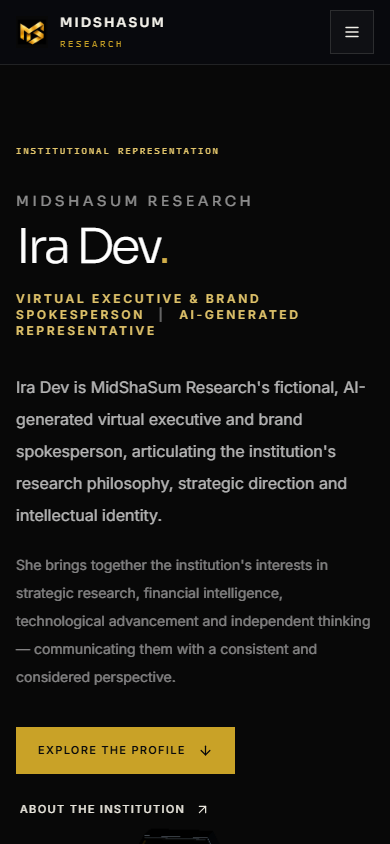 MIDSHASUM
RESEARCH
INSTITUTIONAL REPRESENTATION
MIDSHASUM RESEARCH
Ira Dev.
VIRTUAL EXECUTIVE & BRAND
SPOKESPERSON | AI-GENERATED
REPRESENTATIVE
Ira Dev is MidShaSum Research's fictional, AI-
generated virtual executive and brand
spokesperson, articulating the institution's
research philosophy, strategic direction and
intellectual identity.
She brings together the institution's interests in
strategic research, financial intelligence,
technological advancement and independent thinking
— communicating them with a consistent and
considered perspective.
EXPLORE THE PROFILE ↓
ABOUT THE INSTITUTION ↗